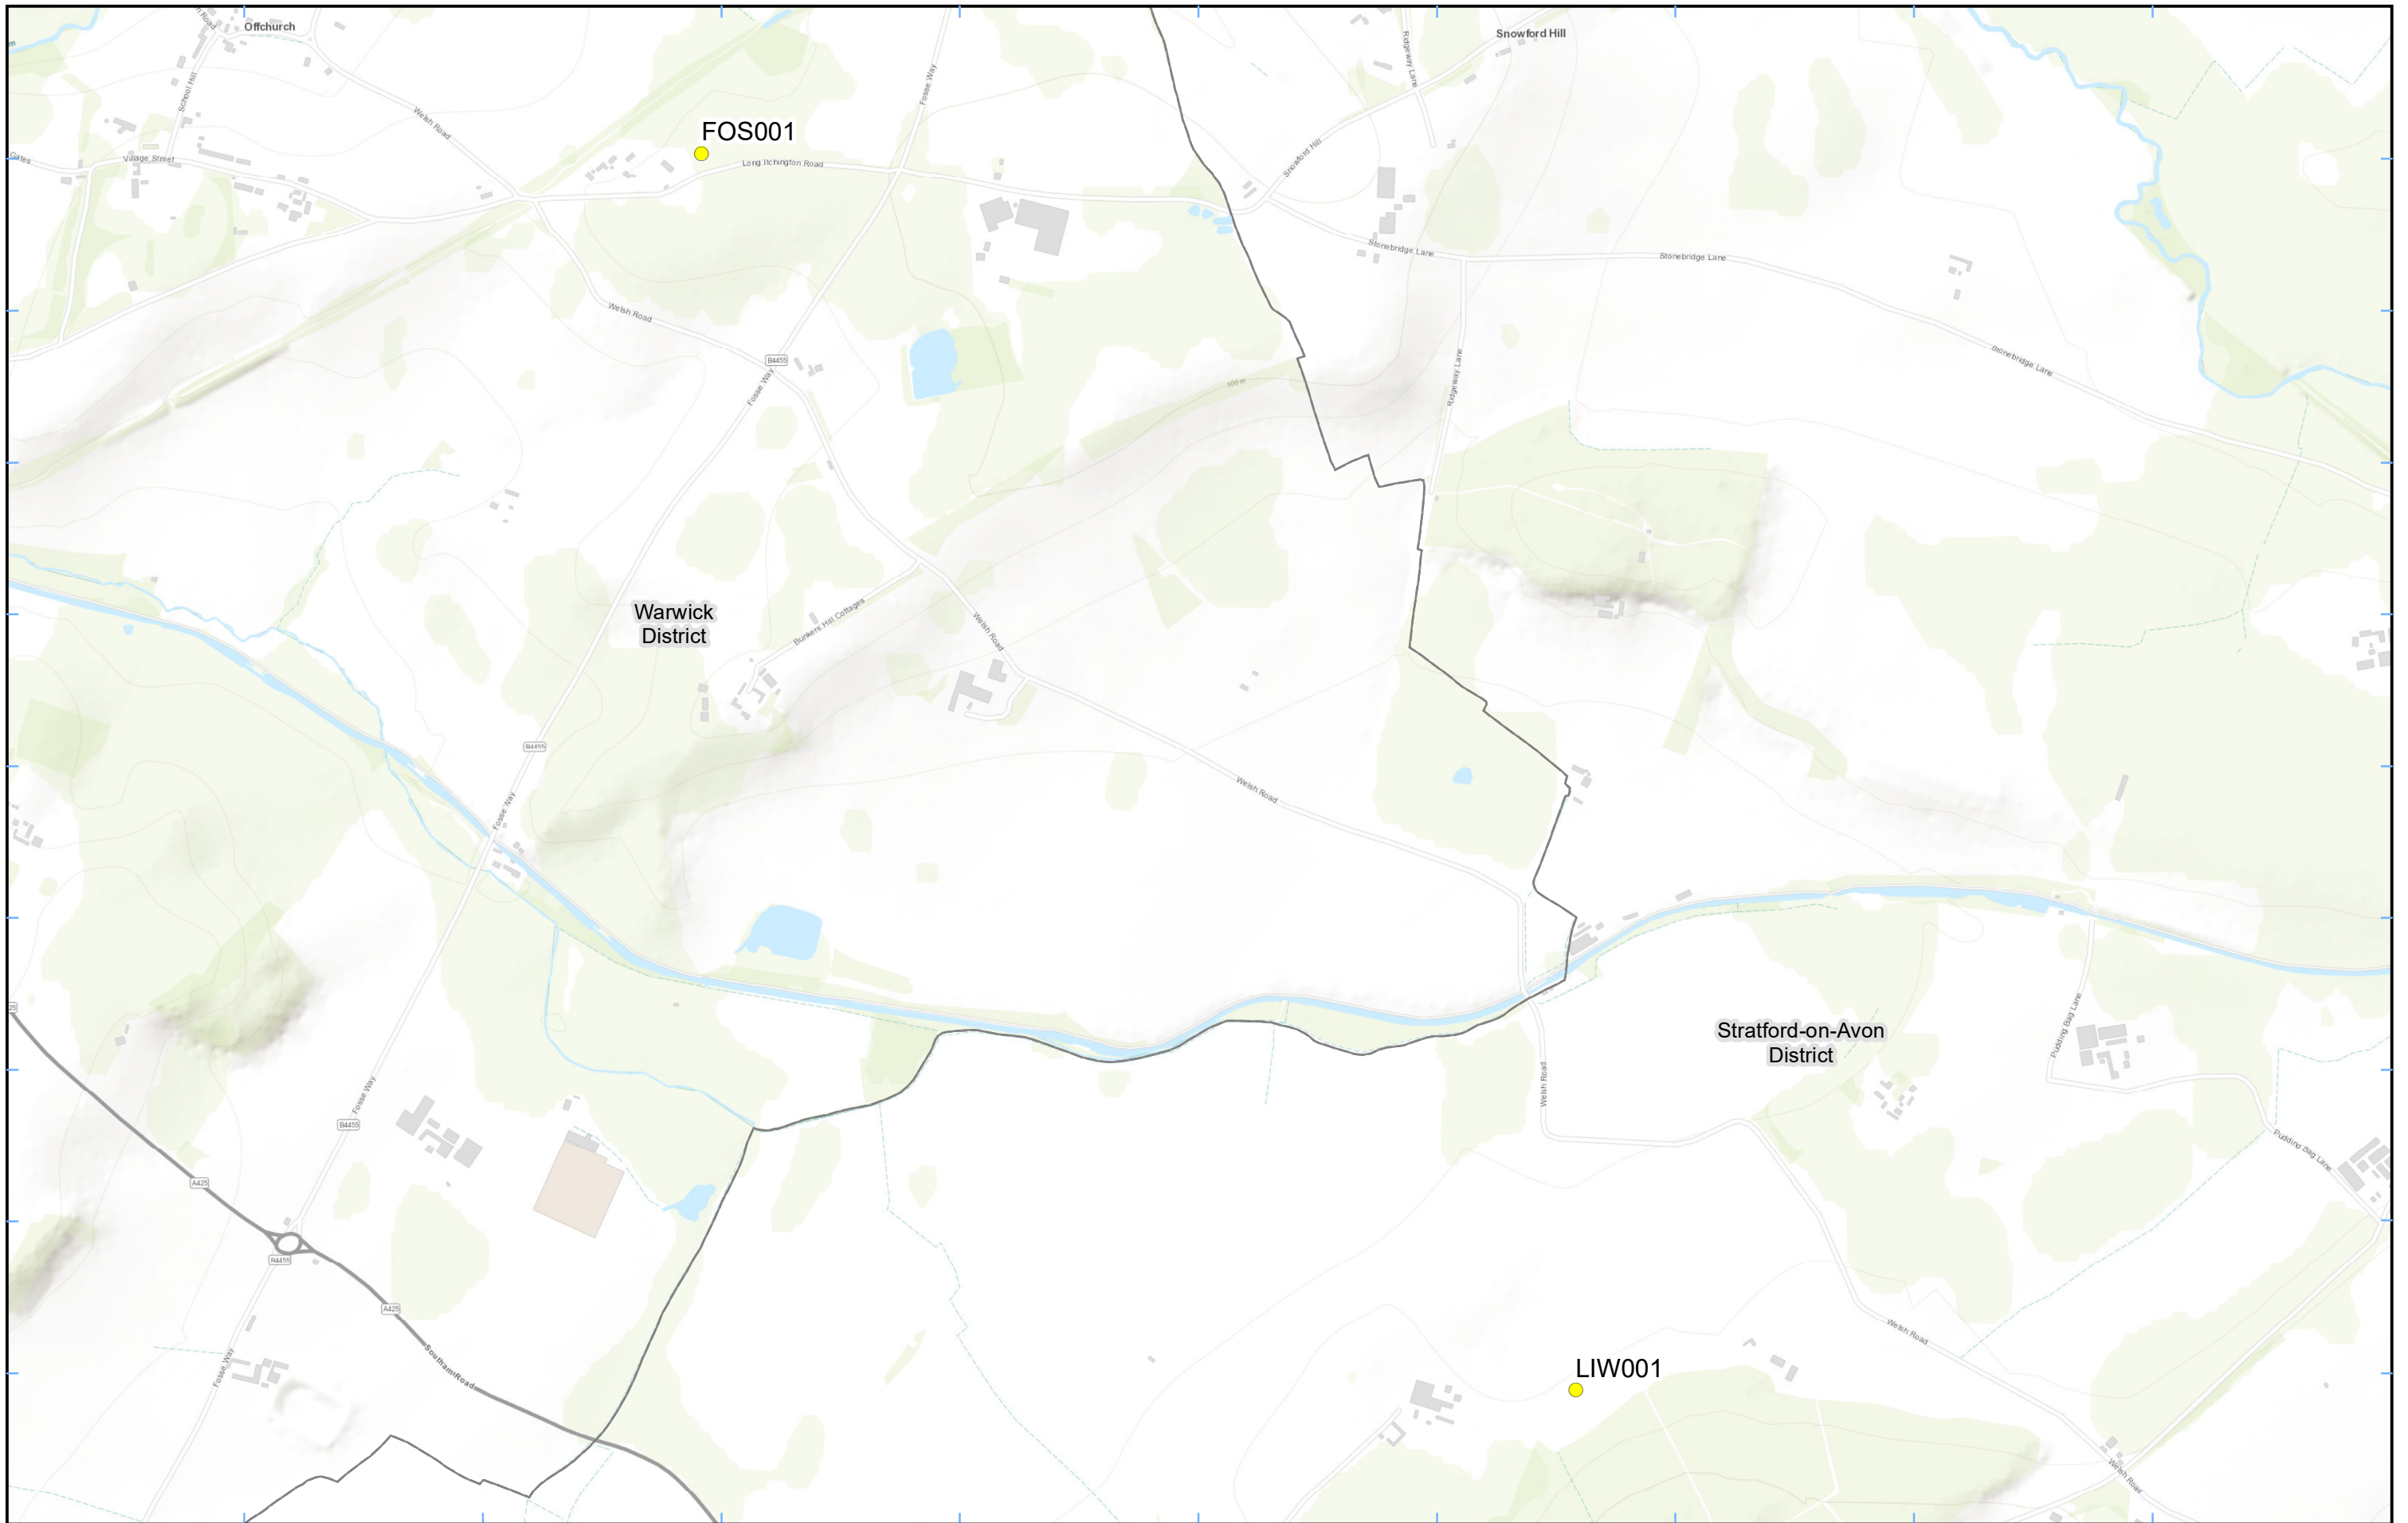 Offchurch
Snowford Hill
School Hill
Ridgeway Lane
Fosse Way
Welsh Road
FOS001
Gates
Village Street
Long Itchington Road
Snowford Hill
Stonebridge Lane
Stonebridge Lane
Welsh Road
Stonebridge Lane
B4455
Fosse Way
Ridgeway Lane
100 m
Warwick
District
Bunkers Hill Cottages
Welsh Road
B4455
Fosse Way
Welsh Road
25
Stratford-on-Avon
District
Pudding Bag Lane
Welsh Road
Fosse Way
B4455
Pudding Bag Lane
A425
B4455
A425
Welsh Road
Southam Road
Fosse Way
LIW001
Welsh Road